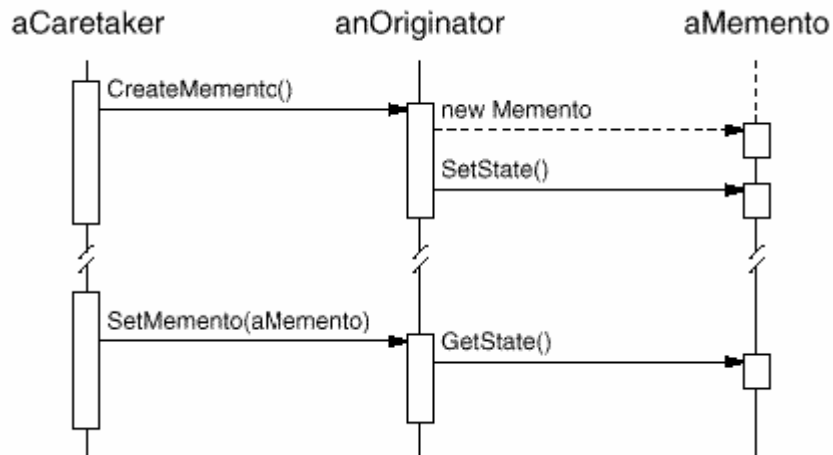 aCaretaker anOriginator aMemento
CreateMemento()
new Memento
SetState()
SetMemento(aMemento)
GetState()